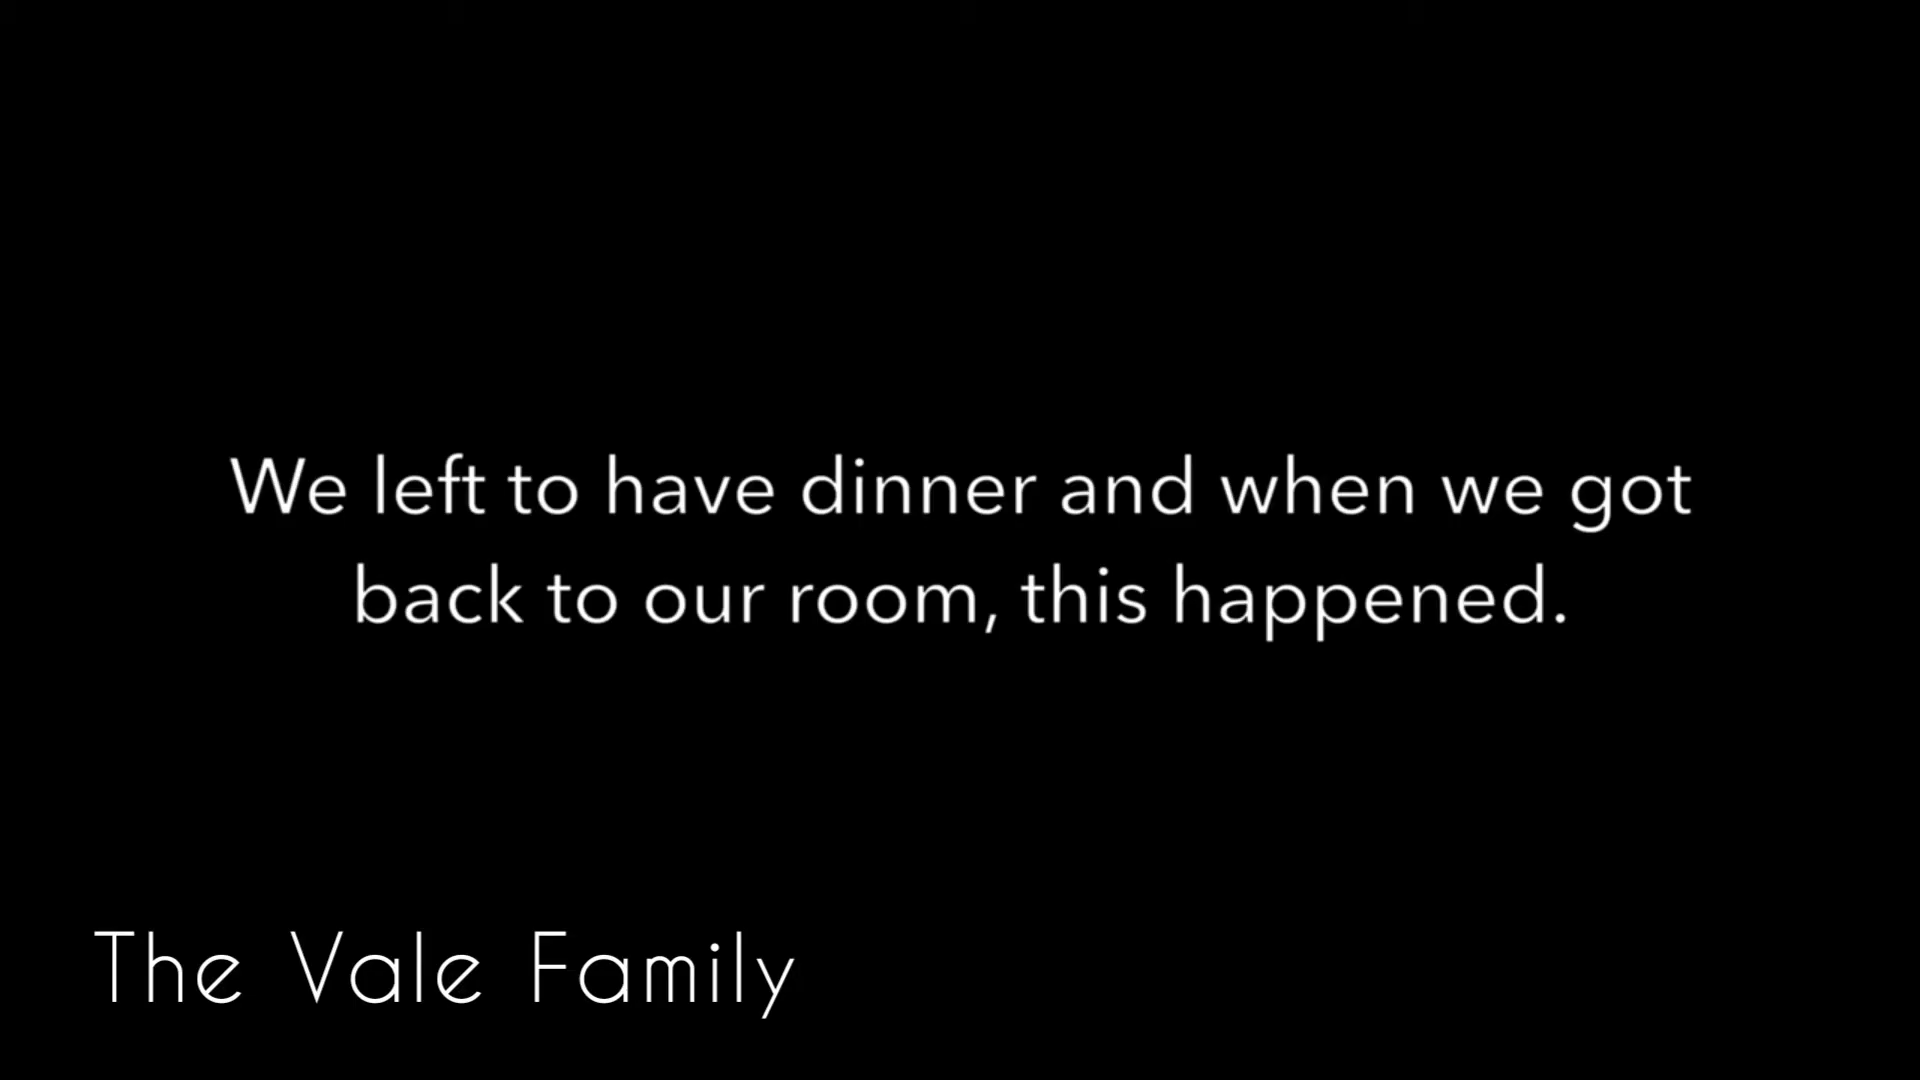 We left to have dinner and when we got
back to our room, this happened.
The Vale Family